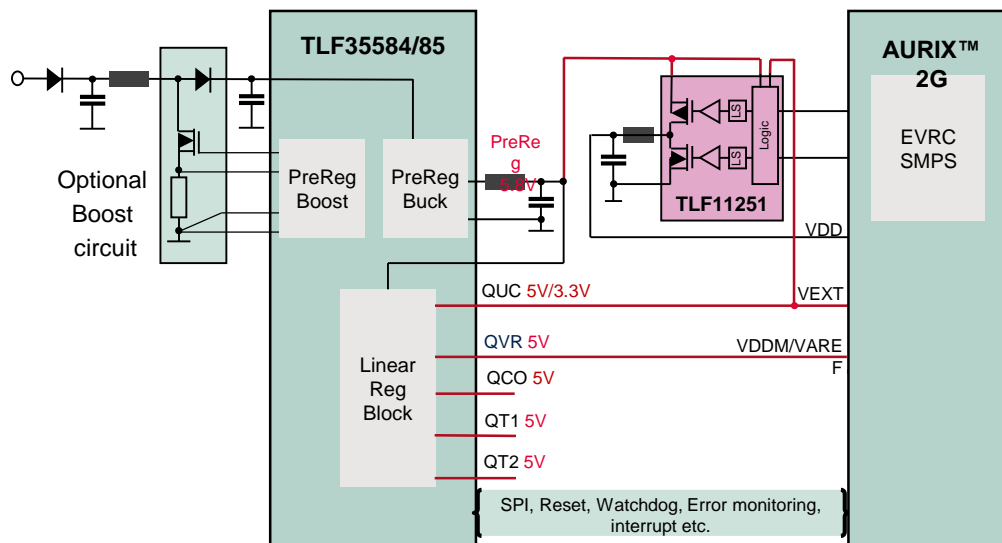 TLF35584/85
AURIX™
2G
EVRC
SMPS
LS
LS
Logic
TLF11251
PreRe
g
5.8V
Optional
Boost
circuit
PreReg
Boost
PreReg
Buck
VDD
QUC 5V/3.3V
VEXT
QVR 5V
VDDM/VARE
F
Linear
Reg
Block
QCO 5V
QT1 5V
QT2 5V
SPI, Reset, Watchdog, Error monitoring,
interrupt etc.